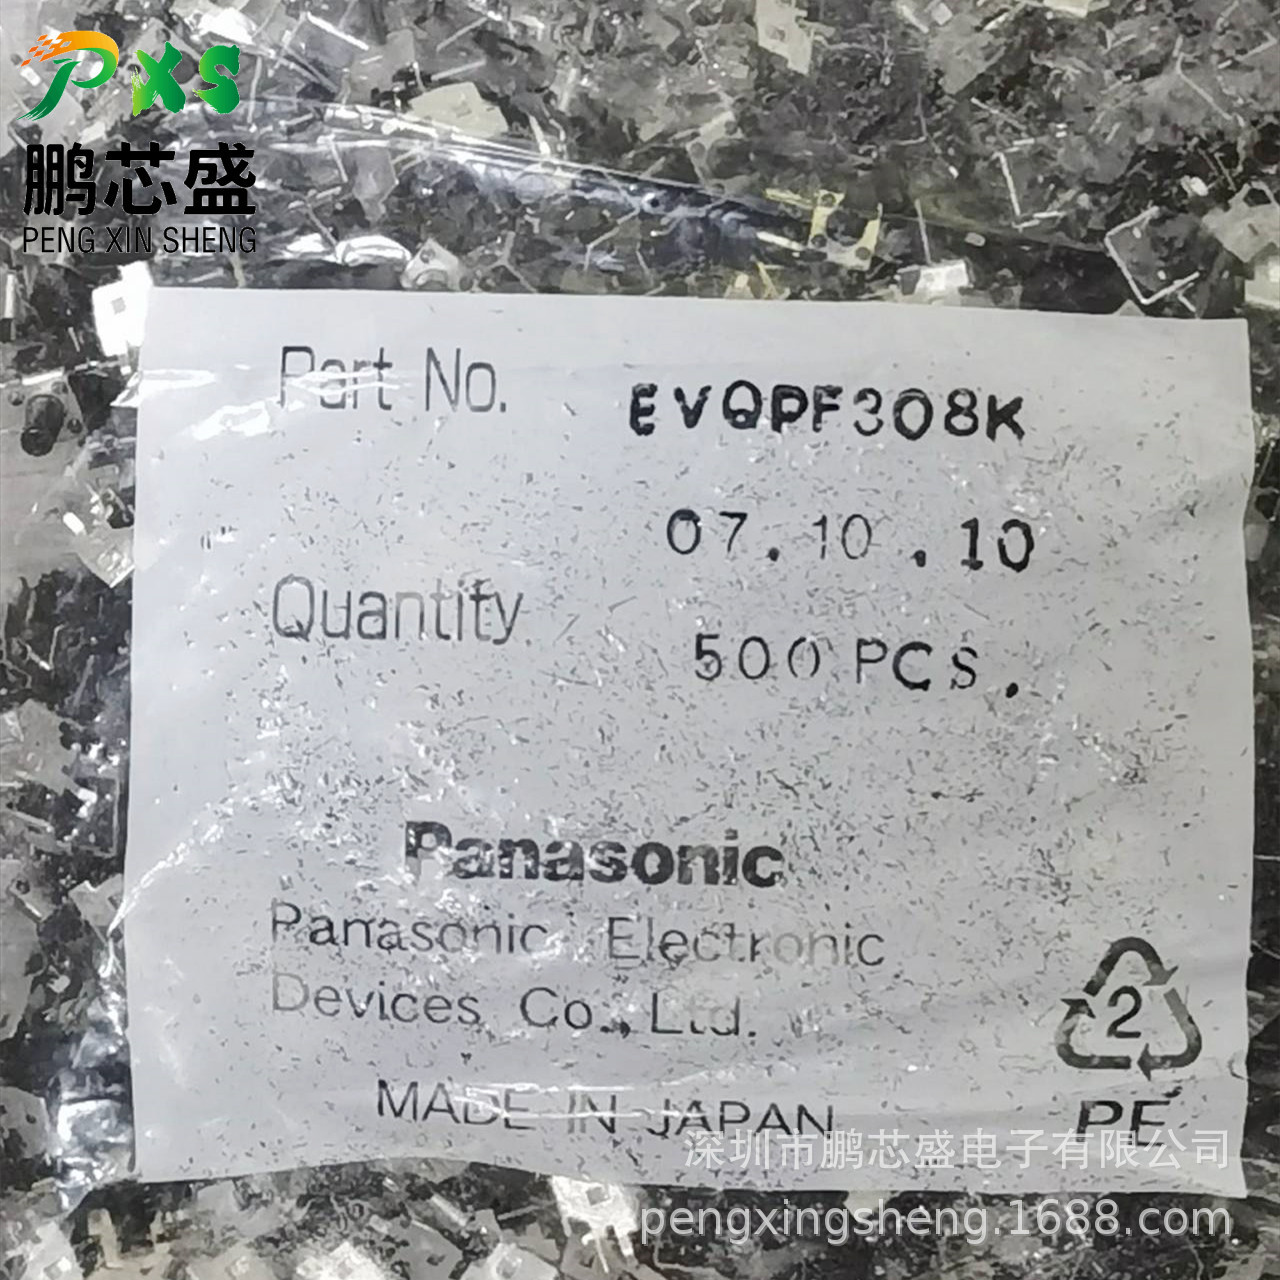 PXS
鹏芯盛
PENG XIN SHENG
Part No. EVQPF308K
07.10.10
Quantity 500 PCS.
Panasonic
Panasonic Electronic
Devices Co., Ltd.
MADE IN JAPAN
2
PE
深圳市鹏芯盛电子有限公司
pengxingsheng.1688.com